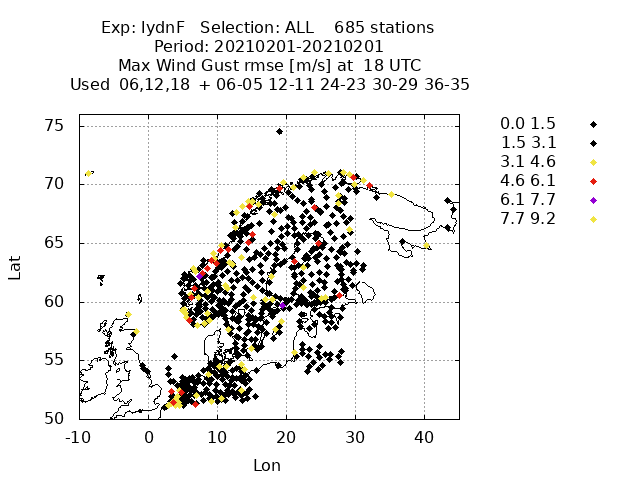 Exp: lydnF   Selection: ALL    685 stations
Period: 20210201-20210201
Max Wind Gust rmse [m/s] at  18 UTC
Used  06,12,18  + 06-05 12-11 24-23 30-29 36-35
75
70
65
60
55
50
-10 0 10 20 30 40
Lat
Lon
0.0 1.5
1.5 3.1
3.1 4.6
4.6 6.1
6.1 7.7
7.7 9.2